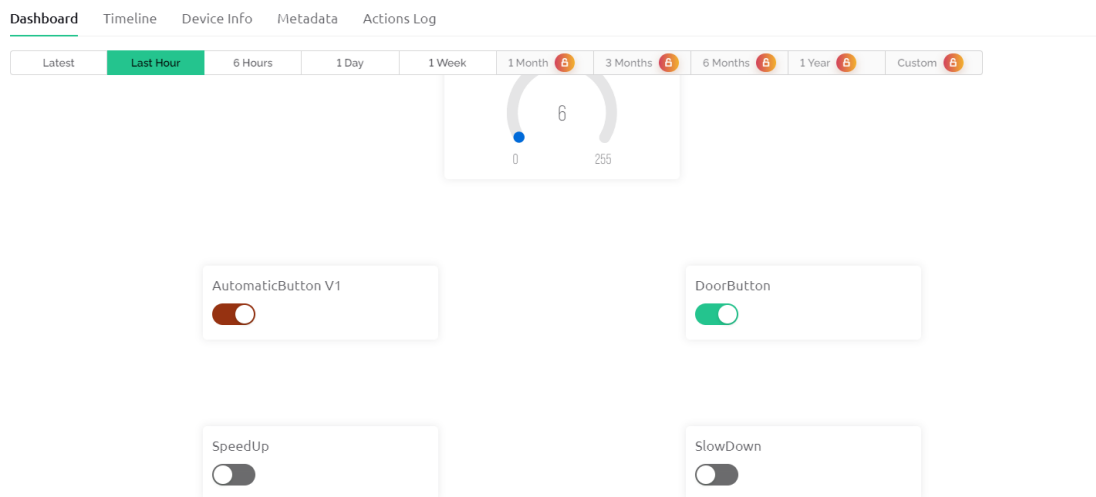 Dashboard Timeline Device Info Metadata Actions Log
Latest Last Hour 6 Hours 1 Day 1 Week 1 Month 3 Months 6 Months 1 Year Custom
6
0 255
AutomaticButton V1 DoorButton
SpeedUp SlowDown